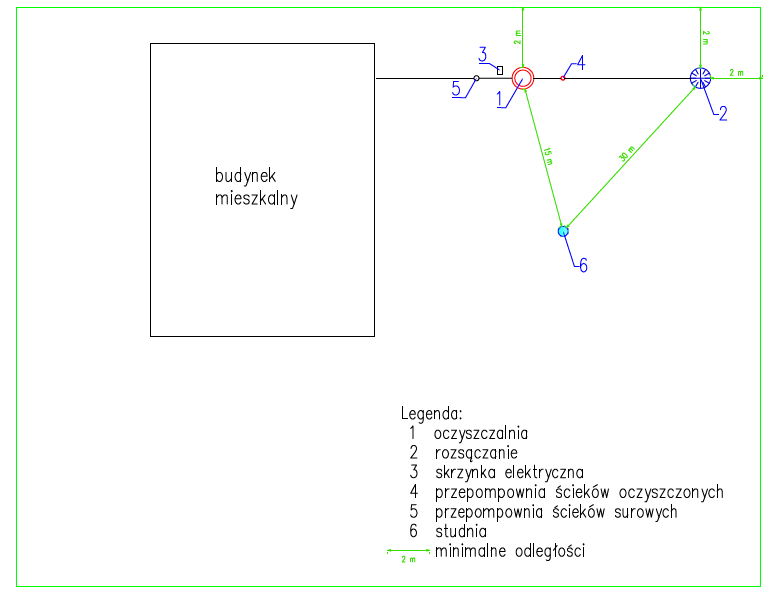 2 m
2 m
3
4
2 m
5
1
2
15 m
30 m
budynek
mieszkalny
6
Legenda:
1 oczyszczalnia
2 rozsączanie
3 skrzynka elektryczna
4 przepompownia ścieków oczyszczonych
5 przepompownia ścieków surowych
6 studnia
minimalne odległości
2 m